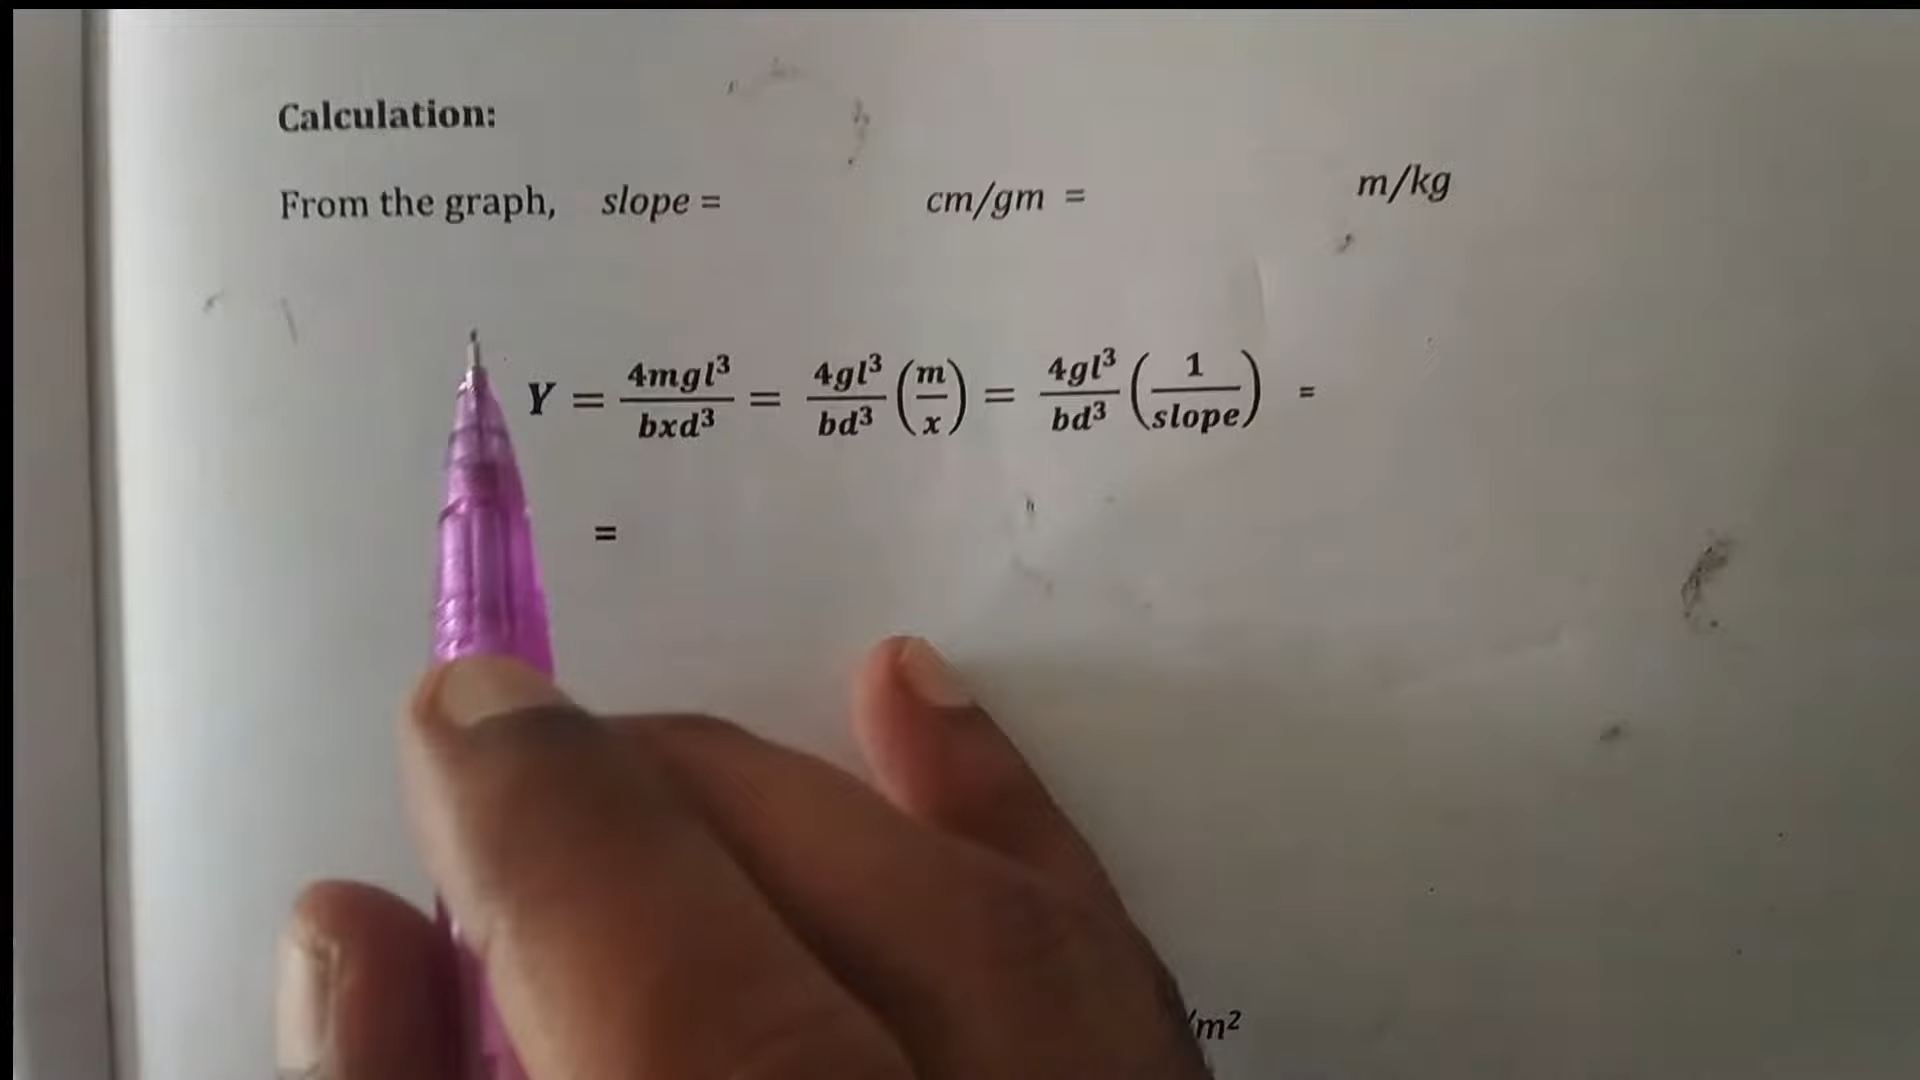 Calculation:
From the graph, slope = cm/gm = m/kg
Y = 4mgl³/bxd³ = 4gl³/bd³ (m/x) = 4gl³/bd³ (1/slope) =
=
/m²